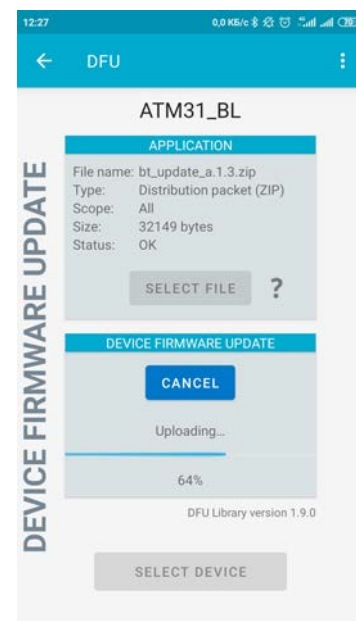 12:27 0,0 КБ/с
DFU
ATM31_BL
APPLICATION
File name: bt_update_a.1.3.zip
Type: Distribution packet (ZIP)
Scope: All
Size: 32149 bytes
Status: OK
SELECT FILE ?
DEVICE FIRMWARE UPDATE
DEVICE FIRMWARE UPDATE
CANCEL
Uploading...
64%
DFU Library version 1.9.0
SELECT DEVICE